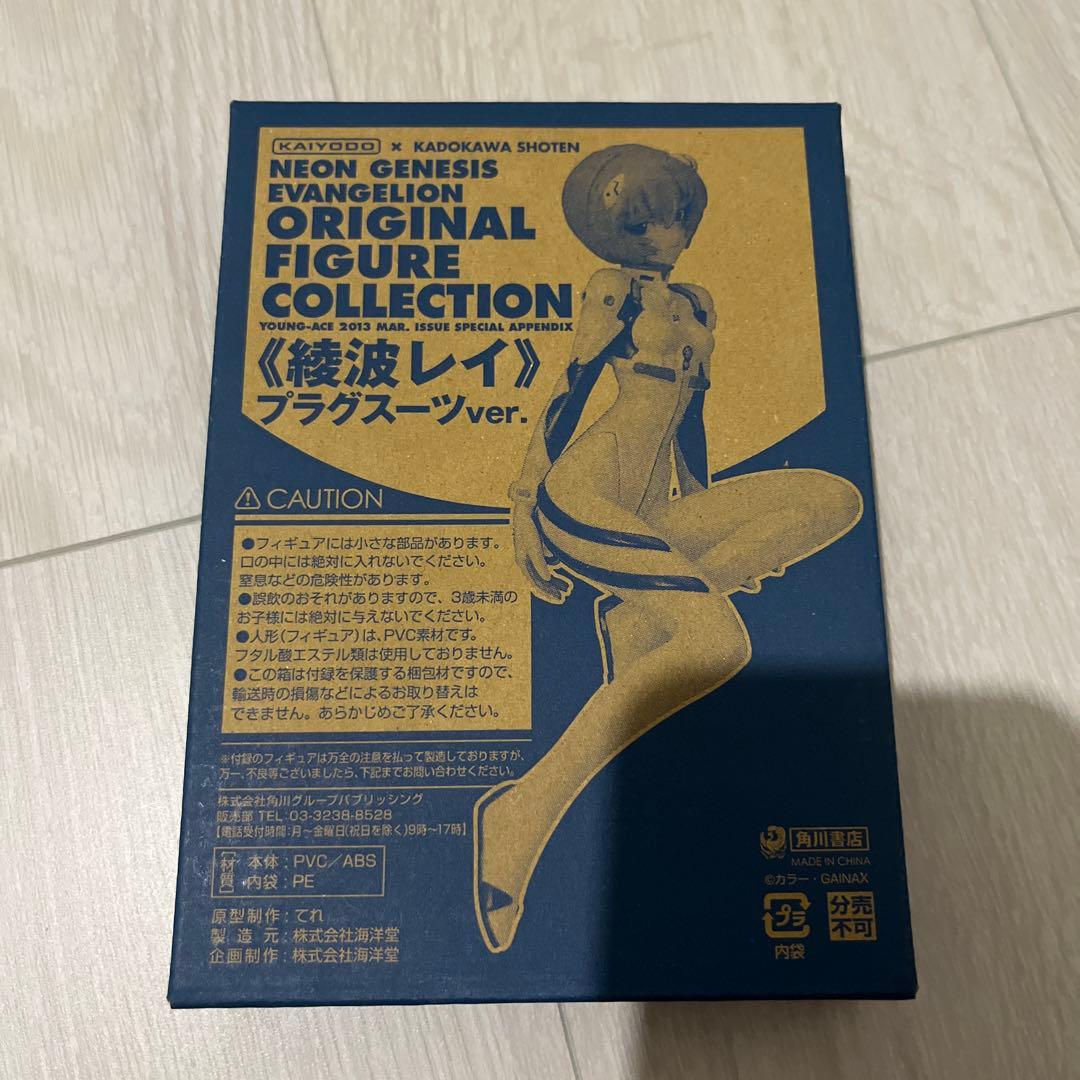 KAIYODO × KADOKAWA SHOTEN
NEON GENESIS
EVANGELION
ORIGINAL
FIGURE
COLLECTION
YOUNG-ACE 2013 MAR. ISSUE SPECIAL APPENDIX
《綾波レイ》
プラグスーツver.
CAUTION
●フィギュアには小さな部品があります。
口の中には絶対に入れないでください。
窒息などの危険性があります。
●誤飲のおそれがありますので、3歳未満の
お子様には絶対に与えないでください。
●人形(フィギュア)は、PVC素材です。
フタル酸エステル類は使用しておりません。
●この箱は付録を保護する梱包材ですので、
輸送時の損傷などによるお取り替えは
できません。あらかじめご了承ください。
※付録のフィギュアは万全の注意を払って製造しておりますが、
万一、不良等ございましたら、下記までお問い合わせください。
株式会社角川グループパブリッシング
販売部 TEL:03-3238-8528
【電話受付時間:月〜金曜日(祝日を除く)9時〜17時】
[材質] 本体:PVC/ABS
内袋:PE
原型制作:てれ
製造元:株式会社海洋堂
企画制作:株式会社海洋堂
角川書店
MADE IN CHINA
©カラー・GAINAX
プラ
内袋
分売
不可